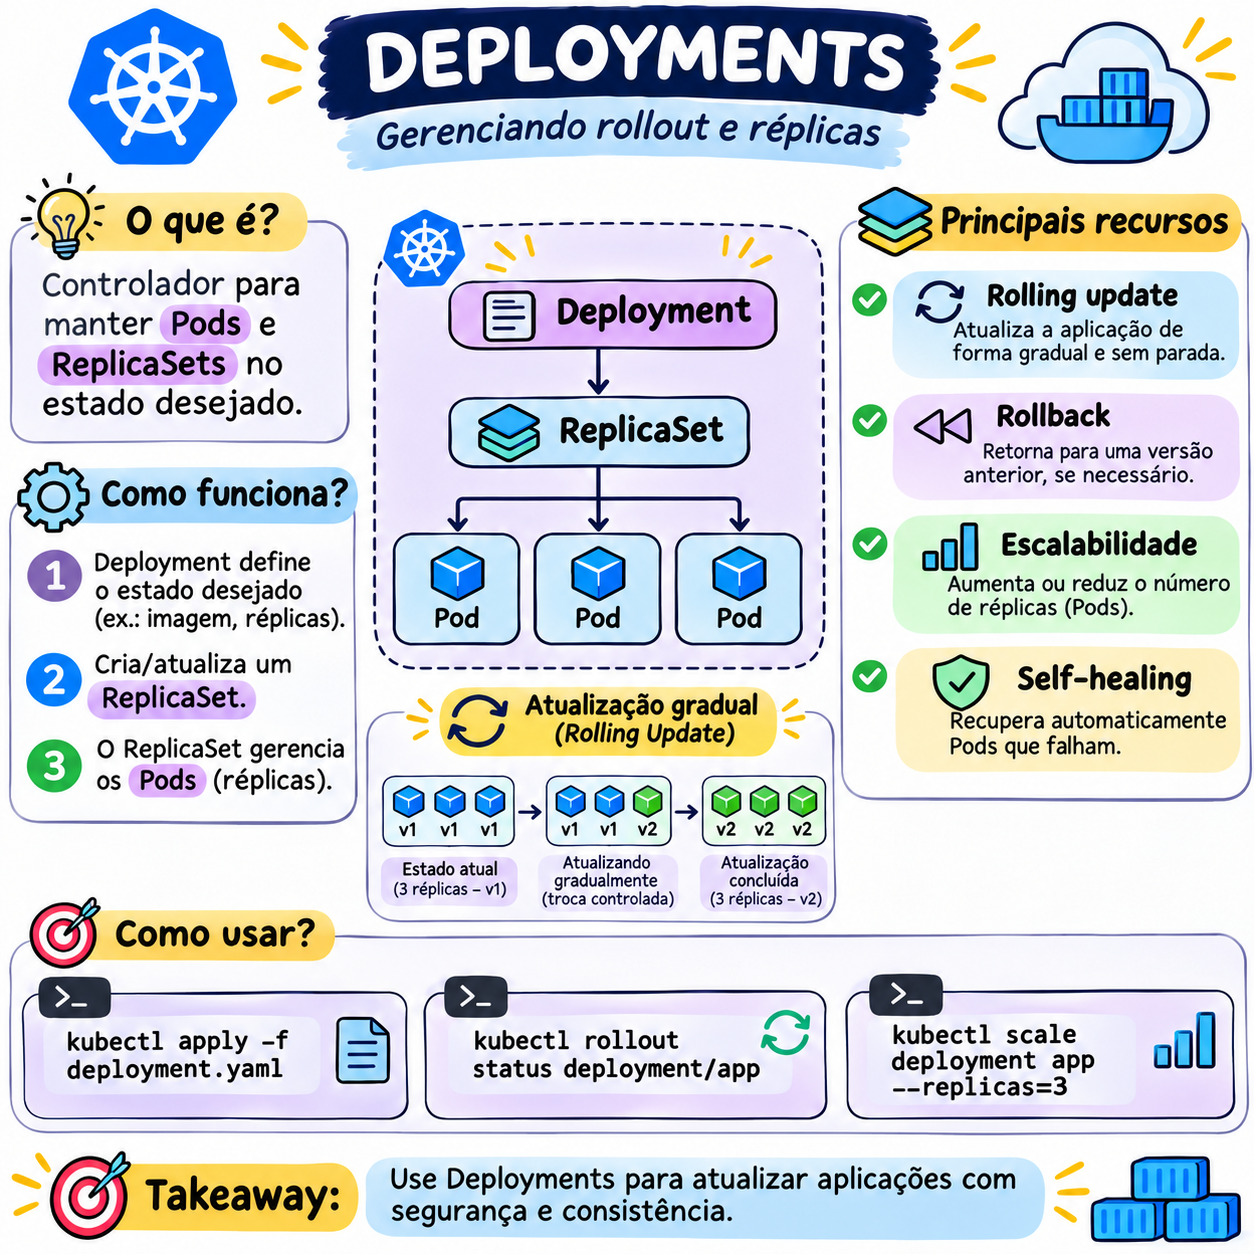 DEPLOYMENTS
Gerenciando rollout e réplicas
O que é?
Controlador para
manter Pods e
ReplicaSets no
estado desejado.
Como funciona?
1
Deployment define
o estado desejado
(ex.: imagem, réplicas).
2
Cria/atualiza um
ReplicaSet.
3
O ReplicaSet gerencia
os Pods (réplicas).
Deployment
ReplicaSet
Pod Pod Pod
Atualização gradual
(Rolling Update)
v1 v1 v1
v1 v1 v2
v2 v2 v2
Estado atual
(3 réplicas – v1)
Atualizando
gradualmente
(troca controlada)
Atualização
concluída
(3 réplicas – v2)
Principais recursos
Rolling update
Atualiza a aplicação de
forma gradual e sem parada.
Rollback
Retorna para uma versão
anterior, se necessário.
Escalabilidade
Aumenta ou reduz o número
de réplicas (Pods).
Self-healing
Recupera automaticamente
Pods que falham.
Como usar?
>_
kubectl apply -f
deployment.yaml
>_
kubectl rollout
status deployment/app
>_
kubectl scale
deployment app
--replicas=3
Takeaway:
Use Deployments para atualizar aplicações com
segurança e consistência.